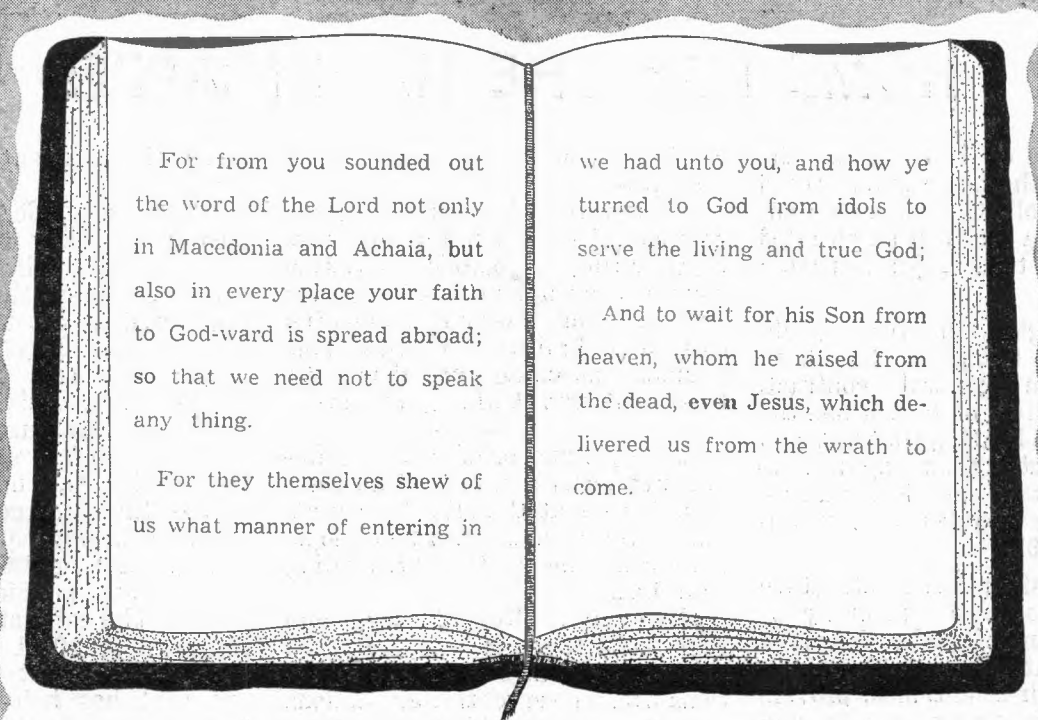 For from you sounded out
the word of the Lord not only
in Macedonia and Achaia, but
also in every place your faith
to God-ward is spread abroad;
so that we need not to speak
any thing.
For they themselves shew of
us what manner of entering in
we had unto you, and how ye
turned to God from idols to
serve the living and true God;
And to wait for his Son from
heaven, whom he raised from
the dead, even Jesus, which de-
livered us from the wrath to
come.